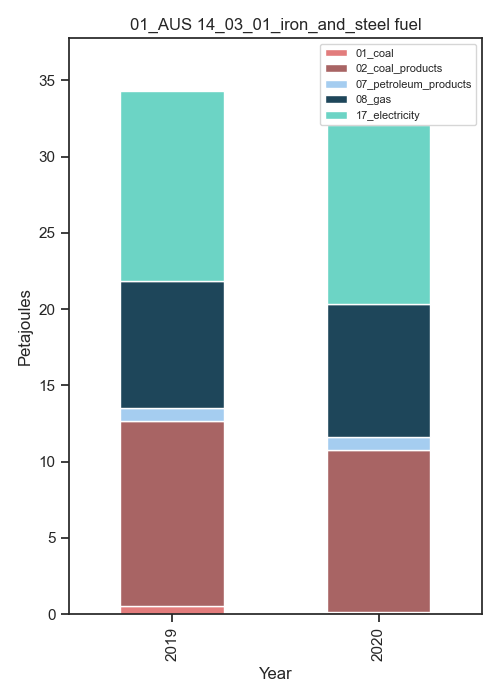 01_AUS 14_03_01_iron_and_steel fuel
01_coal
02_coal_products
07_petroleum_products
08_gas
17_electricity
35
30
25
20
15
10
5
0
Petajoules
2019
2020
Year